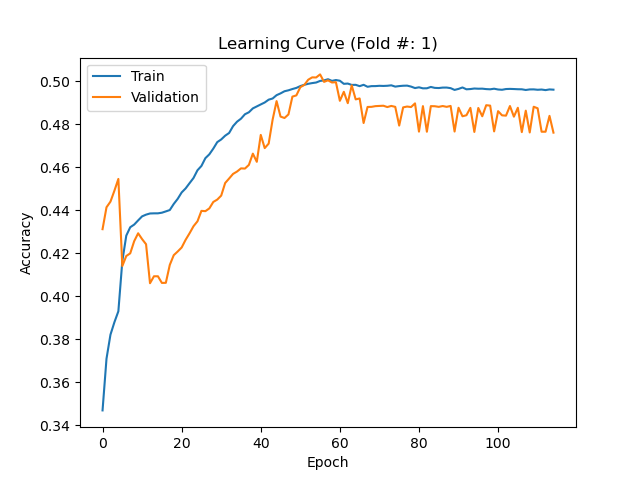 Learning Curve (Fold #: 1)
Train
Validation
0.50
0.48
0.46
0.44
0.42
0.40
0.38
0.36
0.34
Accuracy
0 20 40 60 80 100
Epoch